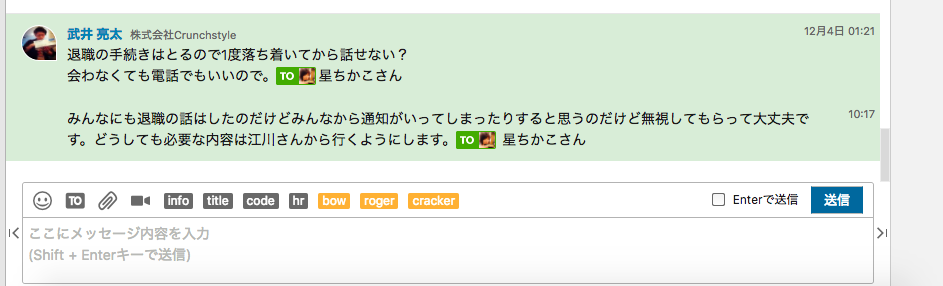 武井 亮太 株式会社Crunchstyle 12月4日 01:21
退職の手続きはとるので1度落ち着いてから話せない？
会わなくても電話でもいいので。TO 星ちかこさん
みんなにも退職の話はしたのだけどみんなから通知がいってしまったりすると思うのだけど無視してもらって大丈夫で 10:17
す。どうしても必要な内容は江川さんから行くようにします。TO 星ちかこさん
TO info title code hr bow roger cracker Enterで送信 送信
ここにメッセージ内容を入力
(Shift + Enterキーで送信)